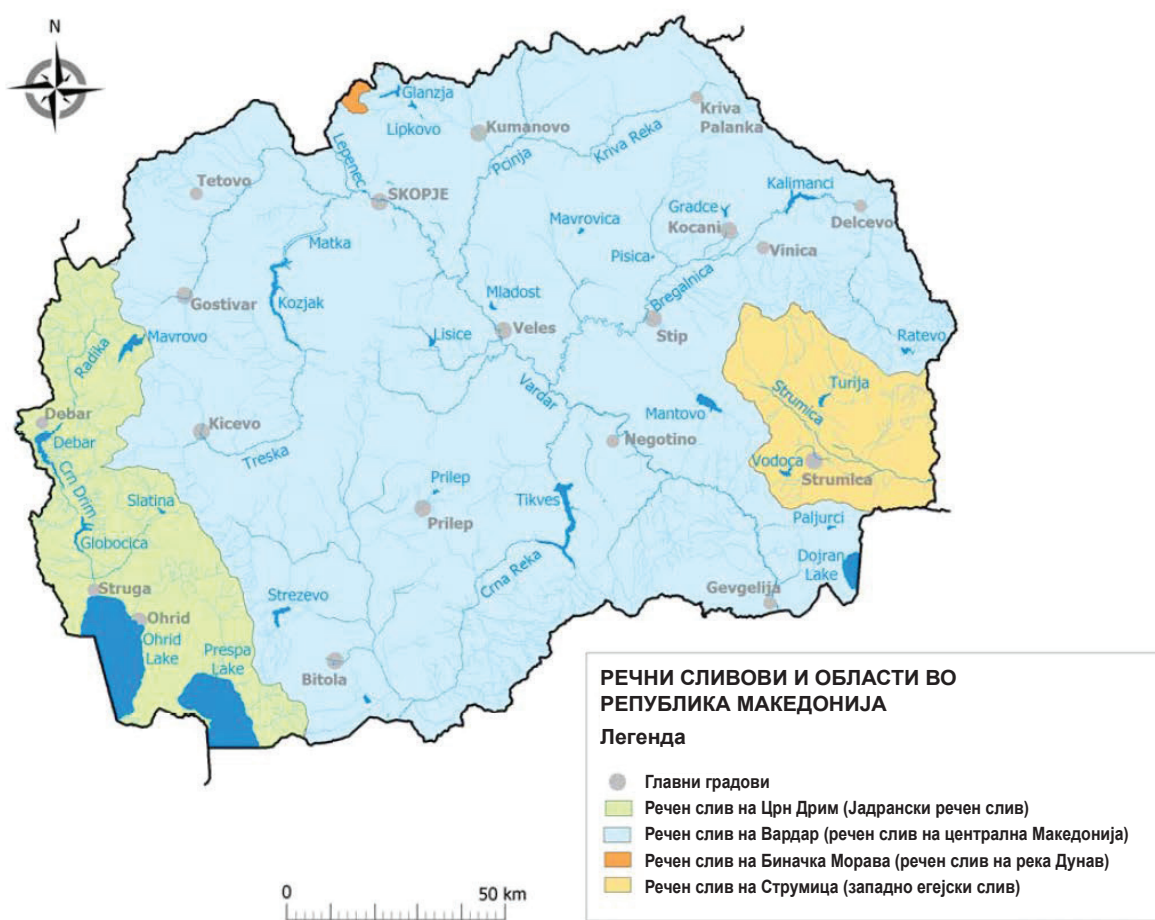 N
Glanzja
Lipkovo
Kumanovo
Kriva
Palanka
Kriva Reka
Pcinja
Lepenec
Tetovo
SKOPJE
Kalimanci
Gradce
Kocani
Delcevo
Mavrovica
Vinica
Pisica
Matka
Bregalnica
Gostivar
Kozjak
Mladost
Veles
Stip
Lisice
Mavrovo
Radika
Ratevo
Vardar
Turija
Strumica
Debar
Debar
Kicevo
Mantovo
Negotino
Treska
Vodoca
Strumica
Crn Drim
Prilep
Prilep
Tikves
Slatina
Paljurci
Globocica
Dojran
Lake
Crna Reka
Gevgelija
Struga
Strezevo
Ohrid
Ohrid
Lake
Prespa
Lake
Bitola
РЕЧНИ СЛИВОВИ И ОБЛАСТИ ВО
РЕПУБЛИКА МАКЕДОНИЈА
Легенда
Главни градови
Речен слив на Црн Дрим (Јадрански речен слив)
Речен слив на Вардар (речен слив на централна Македонија)
Речен слив на Биначка Морава (речен слив на река Дунав)
Речен слив на Струмица (западно егејски слив)
0 50 km